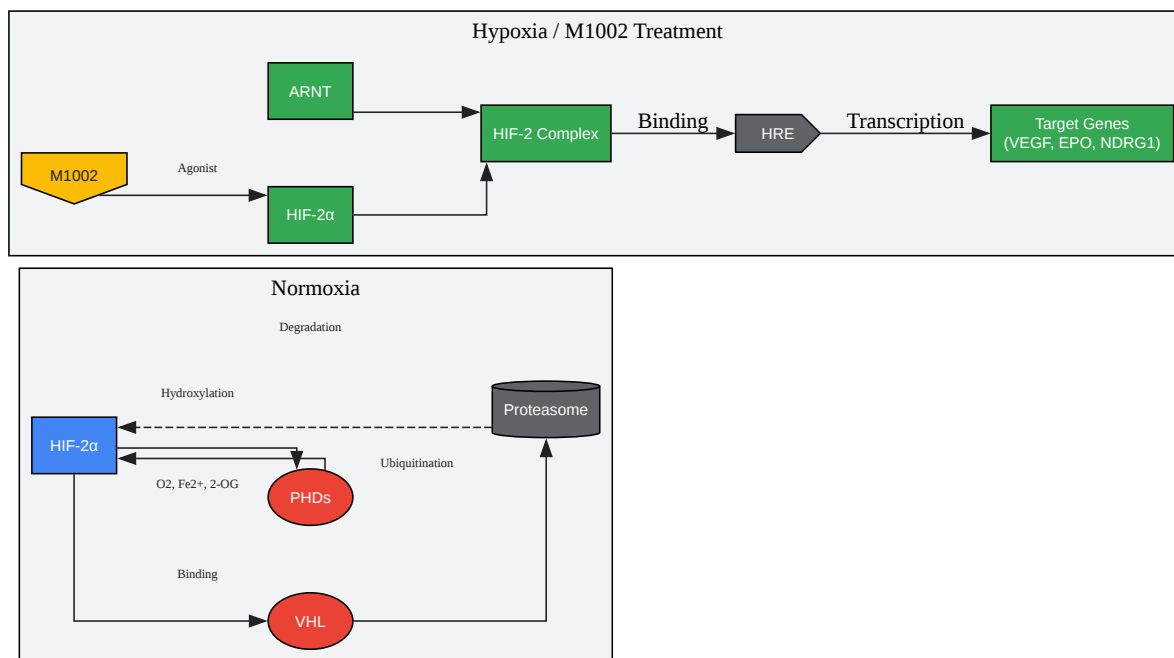 Hypoxia / M1002 Treatment
ARNT
HIF-2 Complex
Binding
HRE
Transcription
Target Genes
(VEGF, EPO, NDRG1)
M1002
Agonist
HIF-2α
Normoxia
Degradation
Hydroxylation
Proteasome
HIF-2α
Ubiquitination
O2, Fe2+, 2-OG
PHDs
Binding
VHL